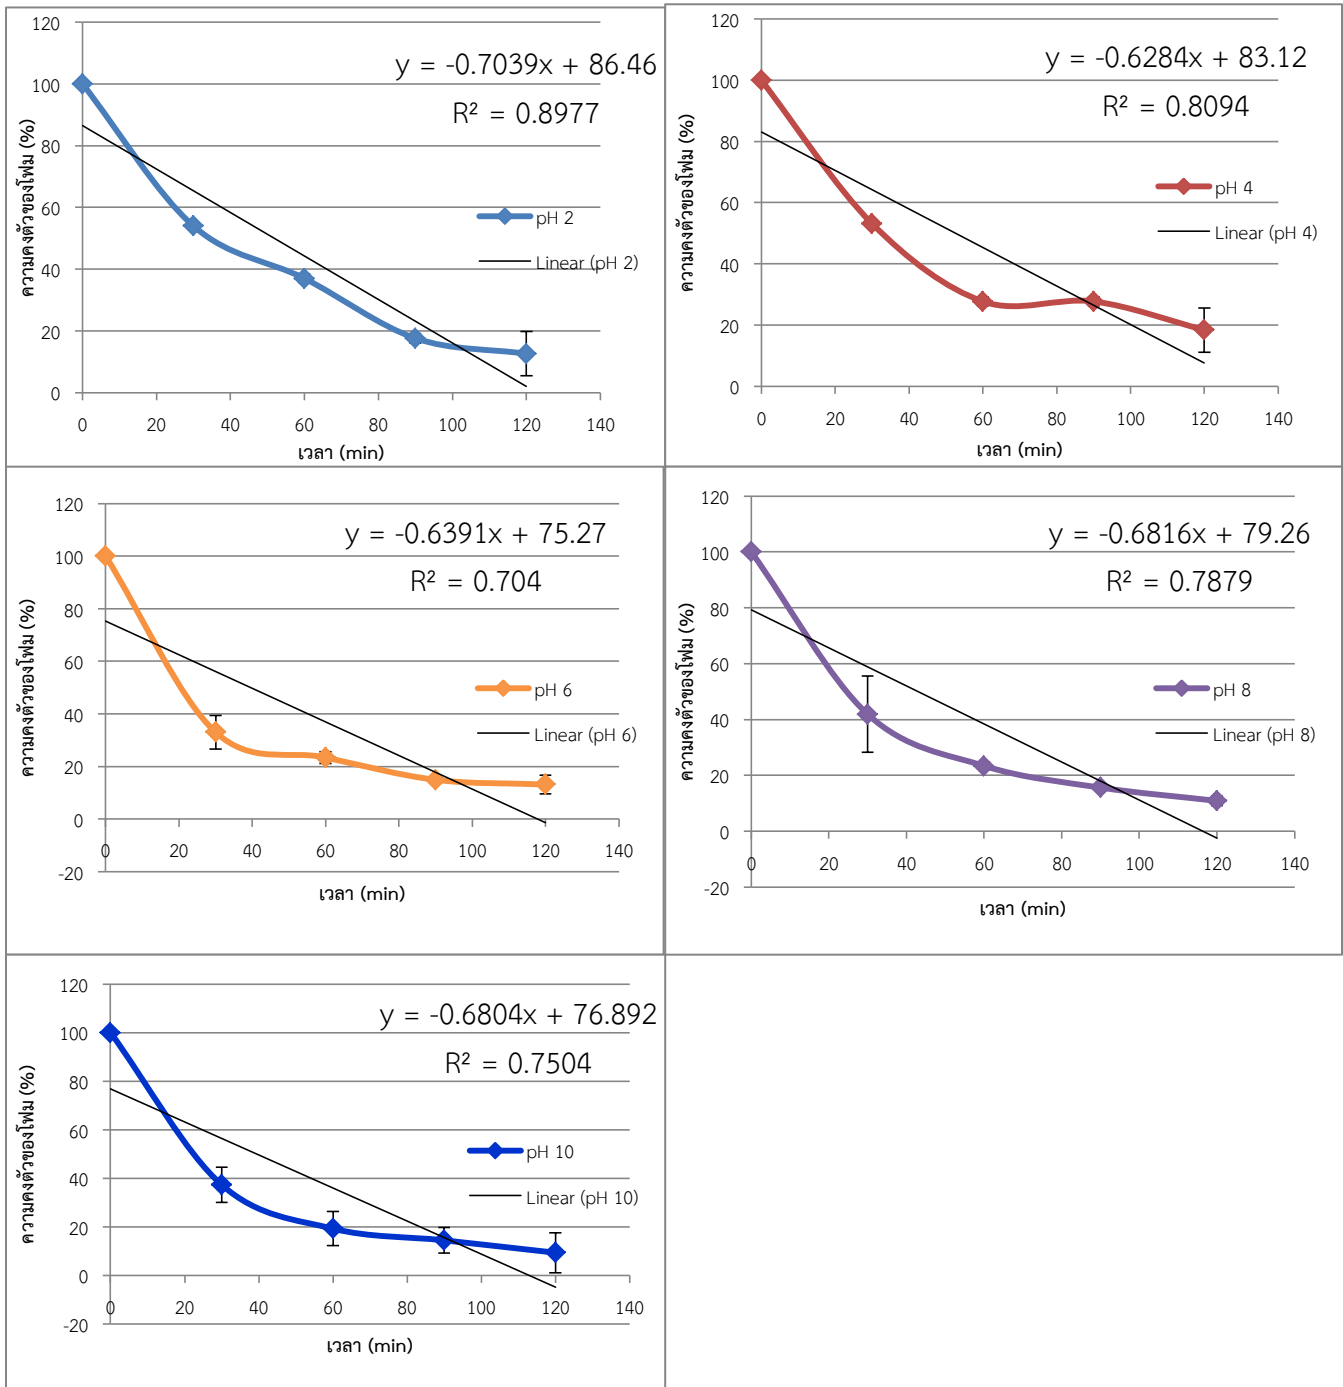 120
100
80
60
40
20
0
0 20 40 60 80 100 120 140
ความคงตัวของโฟม (%)
เวลา (min)
y = -0.7039x + 86.46
R² = 0.8977
pH 2
Linear (pH 2)
120
100
80
60
40
20
0
0 20 40 60 80 100 120 140
ความคงตัวของโฟม (%)
เวลา (min)
y = -0.6284x + 83.12
R² = 0.8094
pH 4
Linear (pH 4)
120
100
80
60
40
20
0
-20
0 20 40 60 80 100 120 140
ความคงตัวของโฟม (%)
เวลา (min)
y = -0.6391x + 75.27
R² = 0.704
pH 6
Linear (pH 6)
120
100
80
60
40
20
0
-20
0 20 40 60 80 100 120 140
ความคงตัวของโฟม (%)
เวลา (min)
y = -0.6816x + 79.26
R² = 0.7879
pH 8
Linear (pH 8)
120
100
80
60
40
20
0
-20
0 20 40 60 80 100 120 140
ความคงตัวของโฟม (%)
เวลา (min)
y = -0.6804x + 76.892
R² = 0.7504
pH 10
Linear (pH 10)